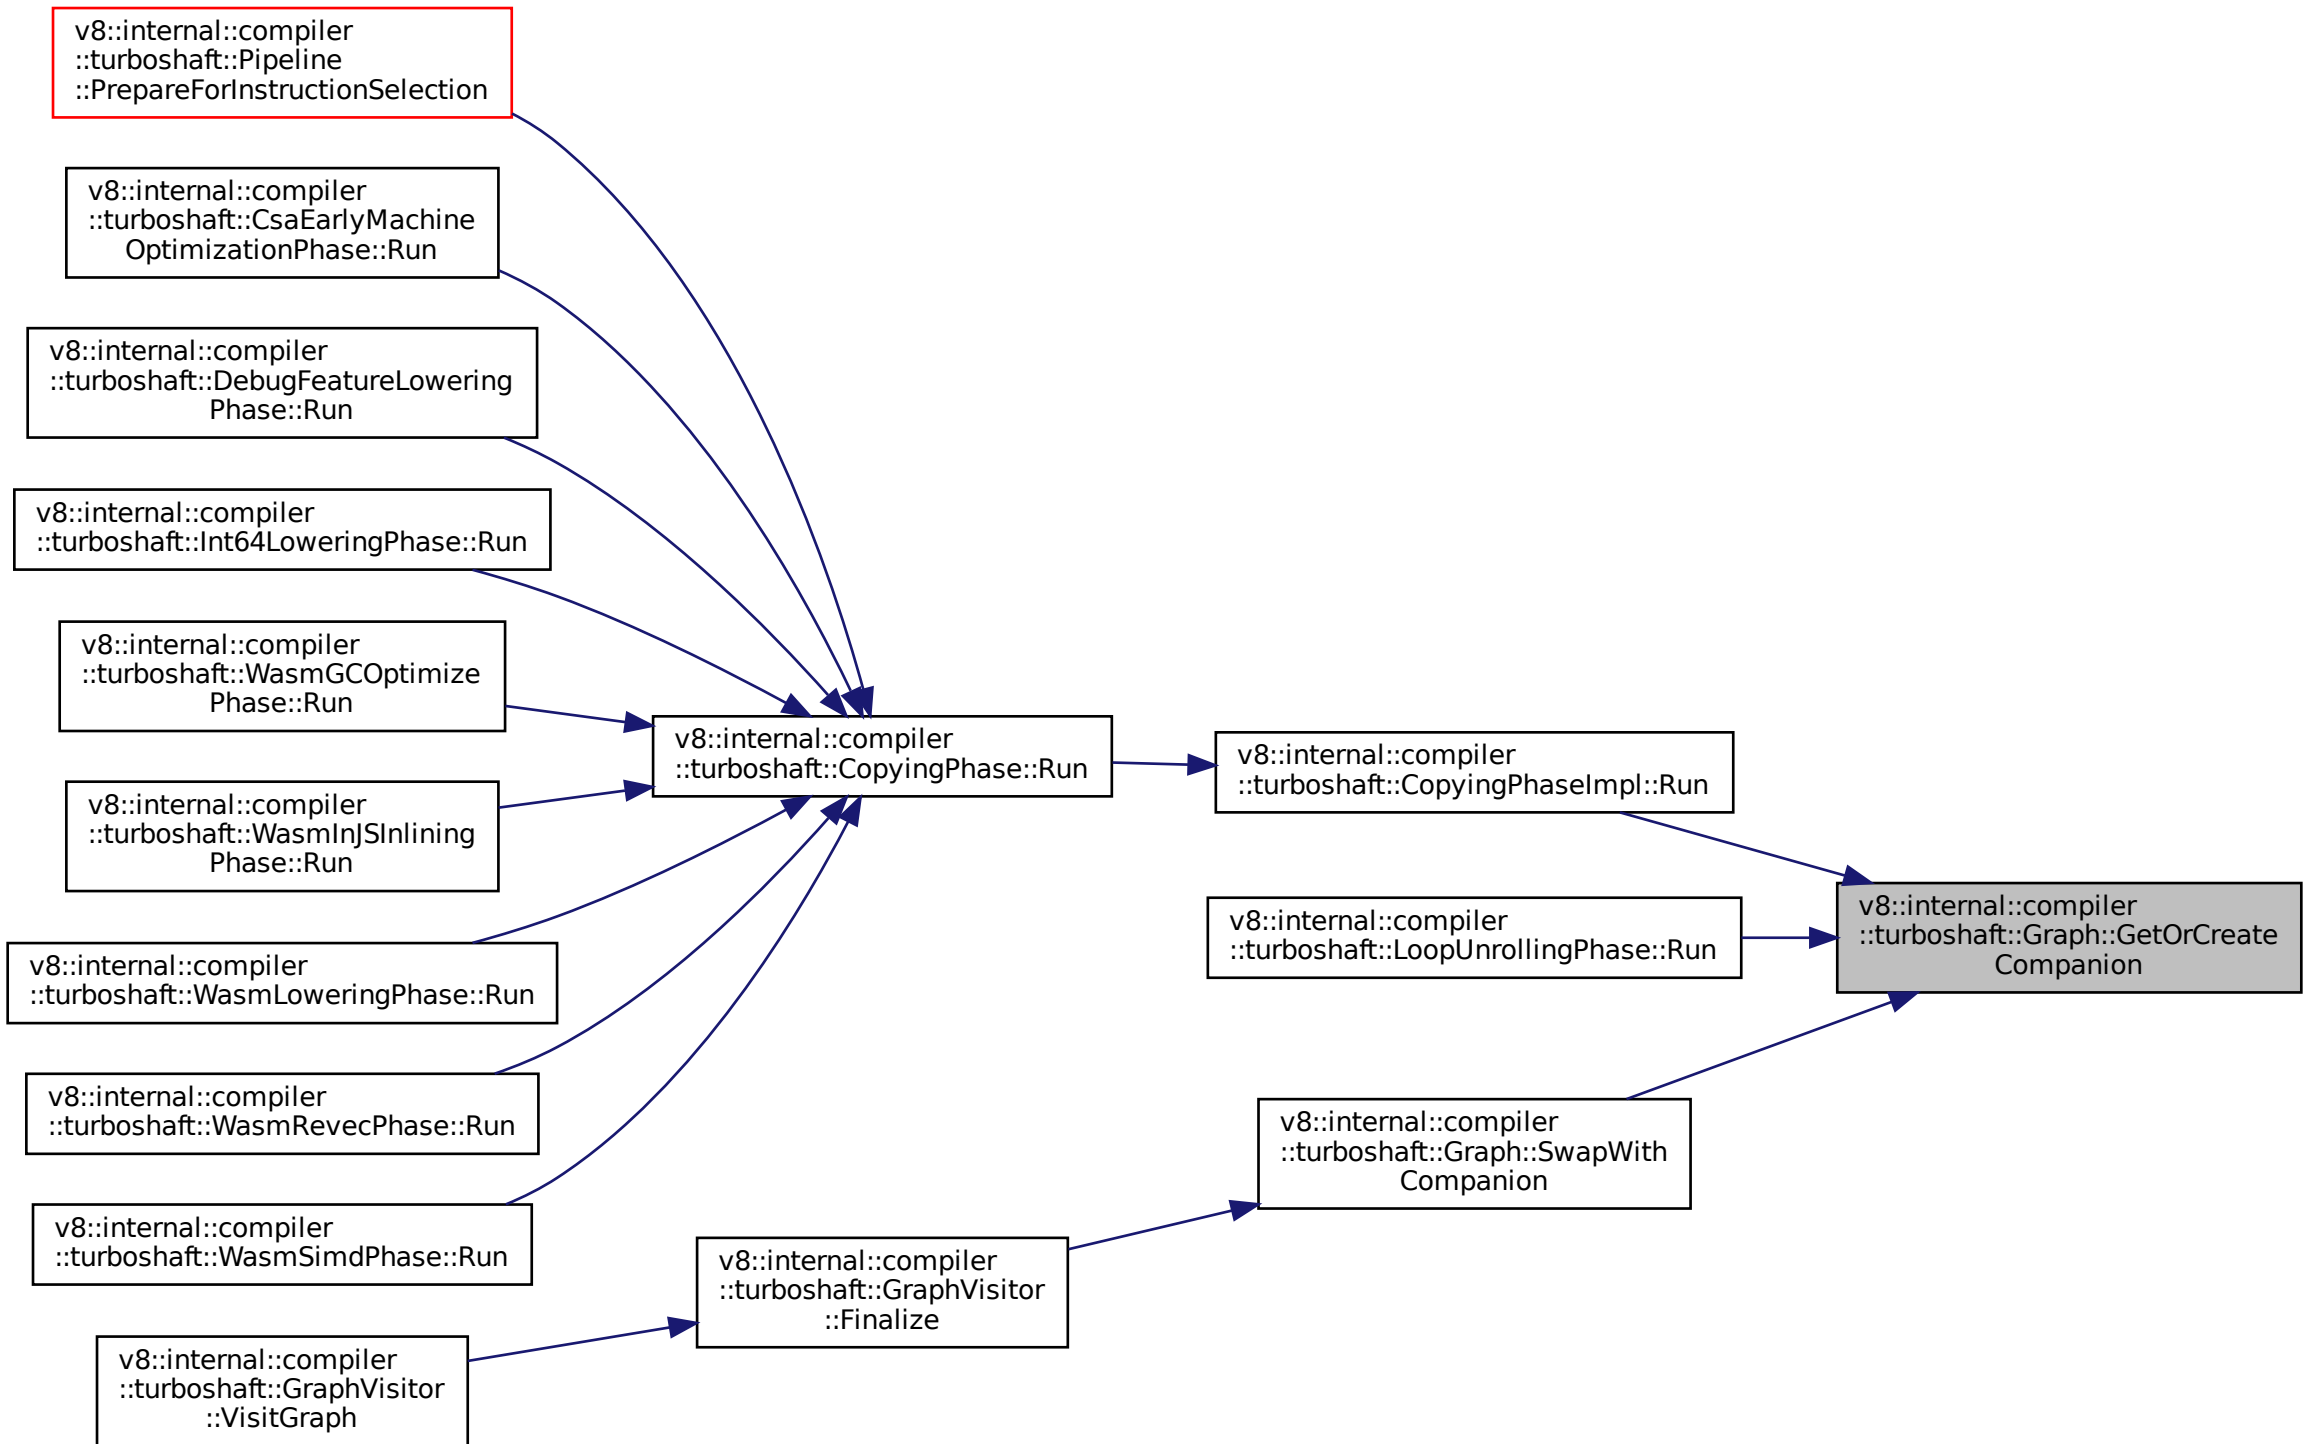 v8::internal::compiler
::turboshaft::Pipeline
::PrepareForInstructionSelection
v8::internal::compiler
::turboshaft::CsaEarlyMachine
OptimizationPhase::Run
v8::internal::compiler
::turboshaft::DebugFeatureLowering
Phase::Run
v8::internal::compiler
::turboshaft::Int64LoweringPhase::Run
v8::internal::compiler
::turboshaft::WasmGCOptimize
Phase::Run
v8::internal::compiler
::turboshaft::WasmInJSInlining
Phase::Run
v8::internal::compiler
::turboshaft::WasmLoweringPhase::Run
v8::internal::compiler
::turboshaft::WasmRevecPhase::Run
v8::internal::compiler
::turboshaft::WasmSimdPhase::Run
v8::internal::compiler
::turboshaft::GraphVisitor
::VisitGraph
v8::internal::compiler
::turboshaft::CopyingPhase::Run
v8::internal::compiler
::turboshaft::GraphVisitor
::Finalize
v8::internal::compiler
::turboshaft::CopyingPhaseImpl::Run
v8::internal::compiler
::turboshaft::LoopUnrollingPhase::Run
v8::internal::compiler
::turboshaft::Graph::SwapWith
Companion
v8::internal::compiler
::turboshaft::Graph::GetOrCreate
Companion